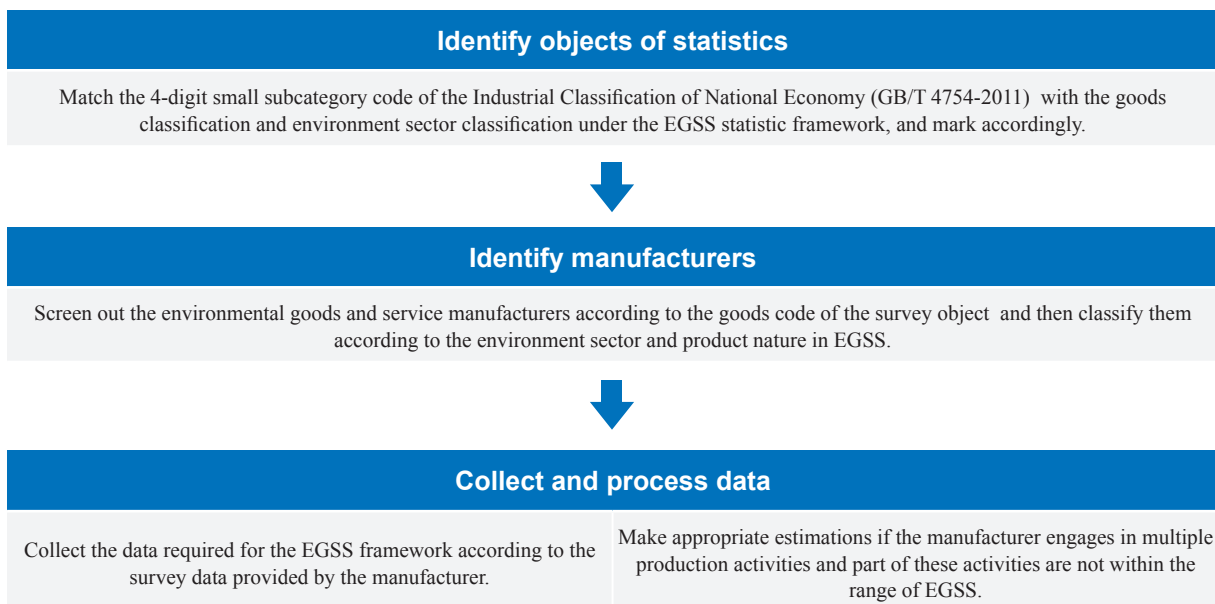 Identify objects of statistics
Match the 4-digit small subcategory code of the Industrial Classification of National Economy (GB/T 4754-2011) with the goods
classification and environment sector classification under the EGSS statistic framework, and mark accordingly.
Identify manufacturers
Screen out the environmental goods and service manufacturers according to the goods code of the survey object and then classify them
according to the environment sector and product nature in EGSS.
Collect and process data
Collect the data required for the EGSS framework according to the
survey data provided by the manufacturer.
Make appropriate estimations if the manufacturer engages in multiple
production activities and part of these activities are not within the
range of EGSS.